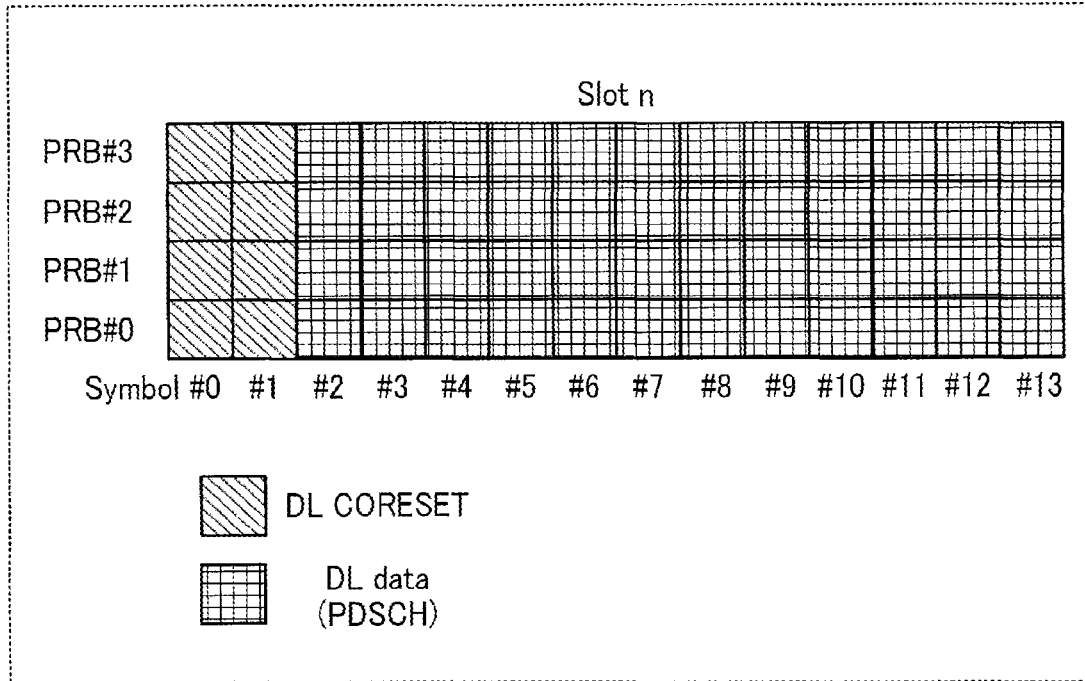 Slot n
PRB#3
PRB#2
PRB#1
PRB#0
Symbol #0 #1 #2 #3 #4 #5 #6 #7 #8 #9 #10 #11 #12 #13
DL CORESET
DL data
(PDSCH)